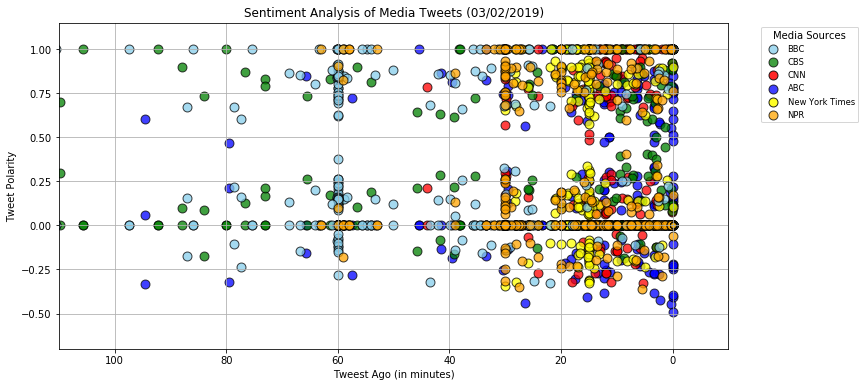 Sentiment Analysis of Media Tweets (03/02/2019)
Media Sources
BBC
CBS
CNN
ABC
New York Times
NPR
Tweet Polarity
1.00
0.75
0.50
0.25
0.00
−0.25
−0.50
100 80 60 40 20 0
Tweest Ago (in minutes)